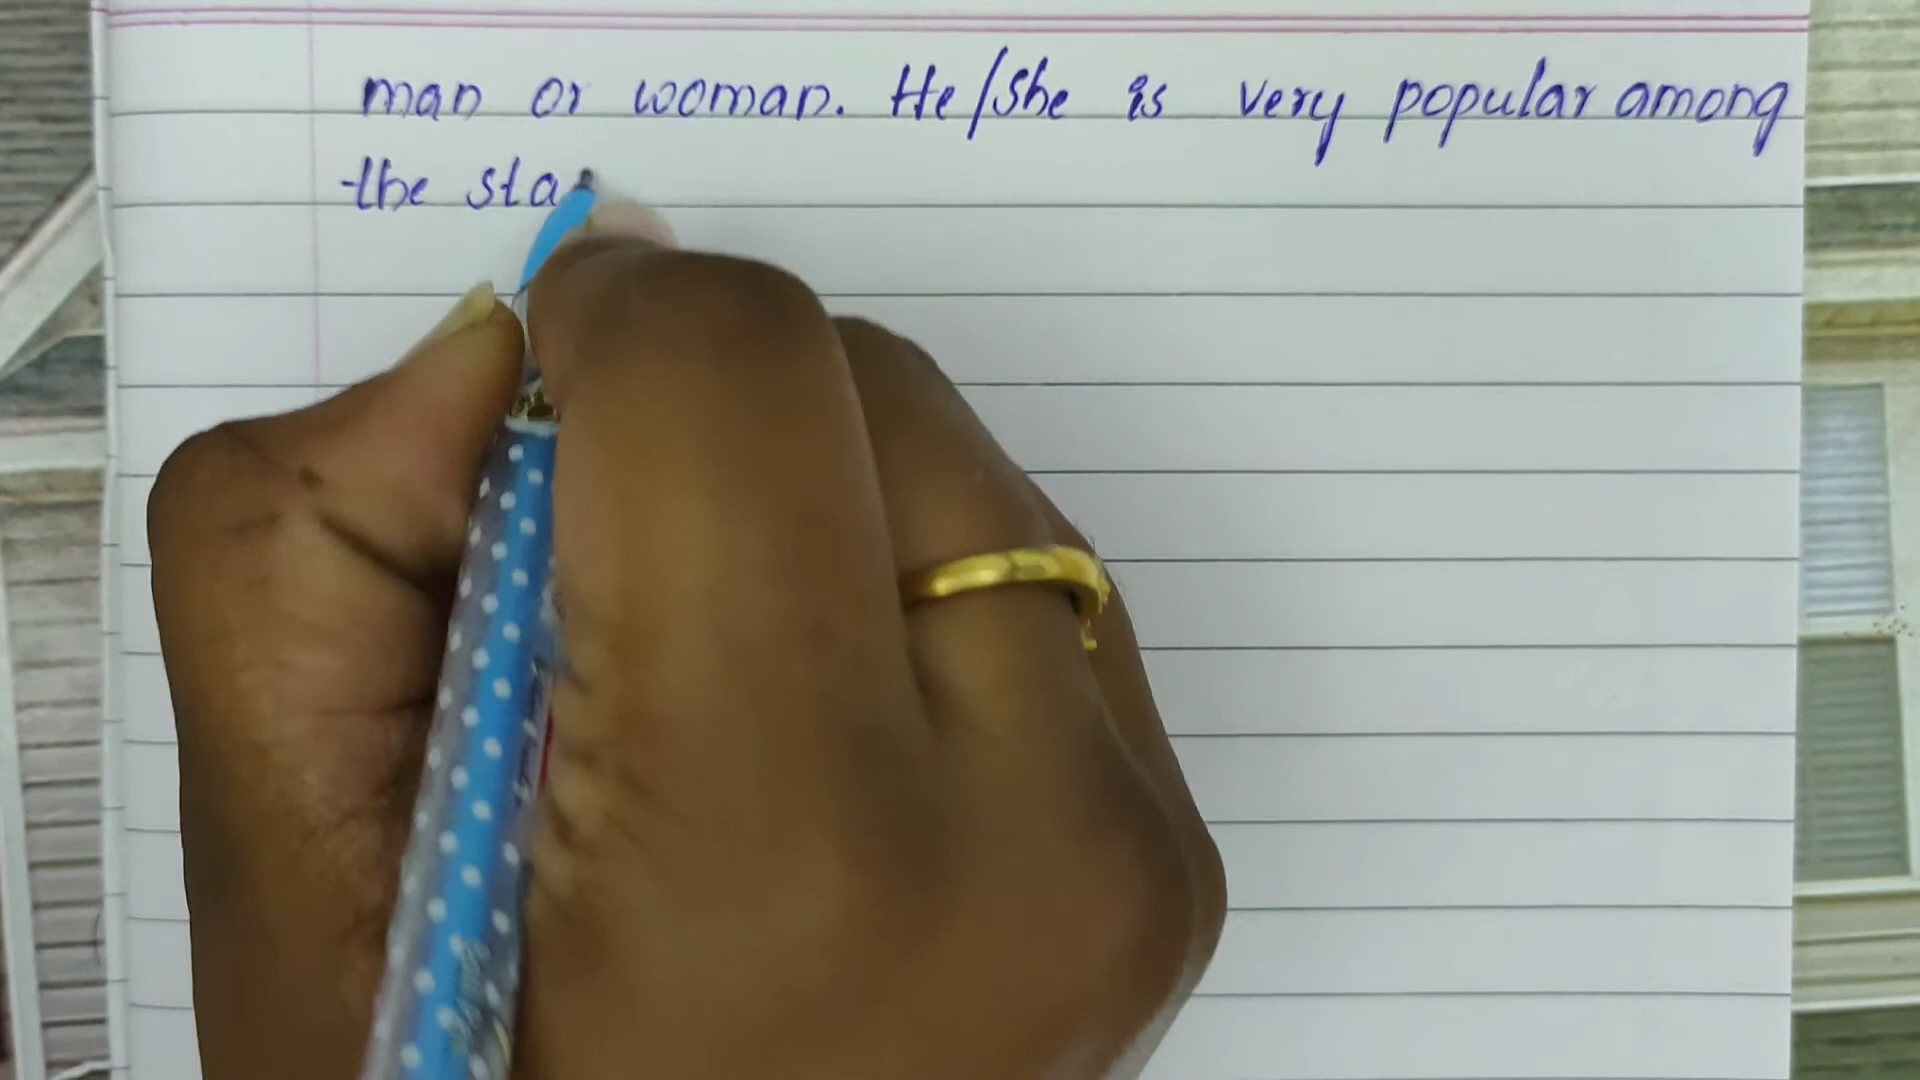 man or woman. He/She is very popular among
the sta